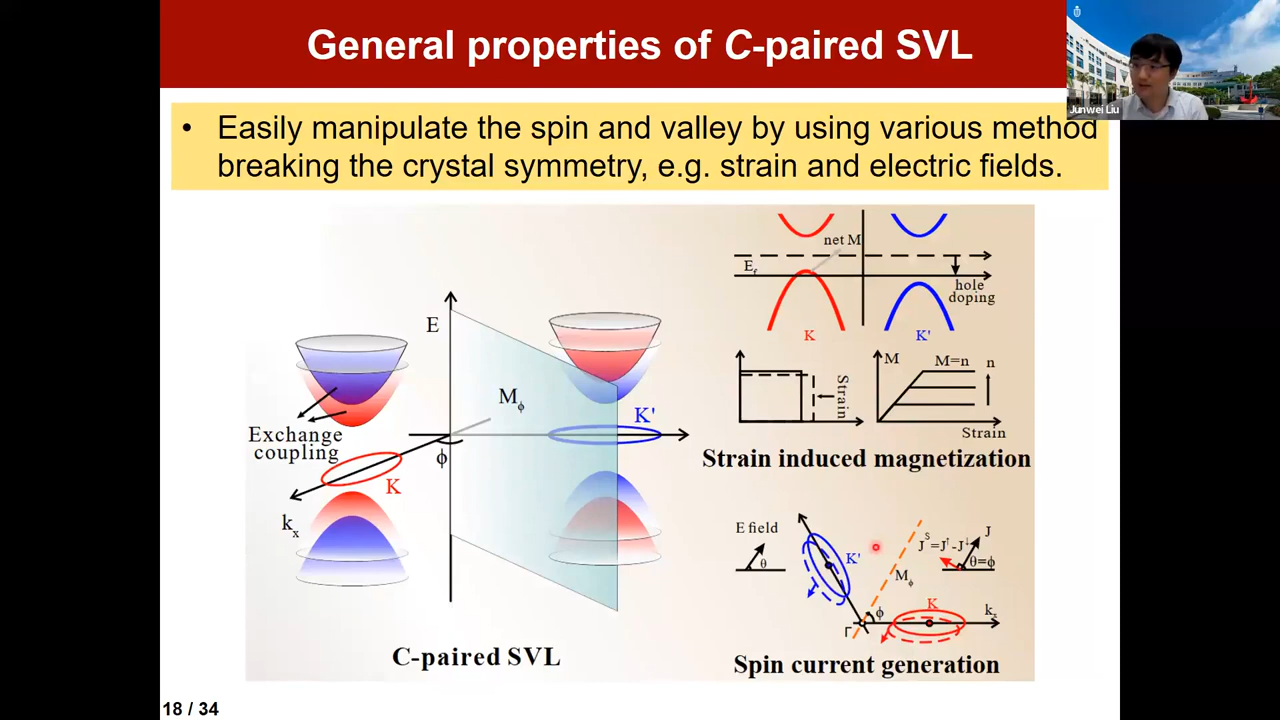 General properties of C-paired SVL
Junwei Liu
• Easily manipulate the spin and valley by using various method
breaking the crystal symmetry, e.g. strain and electric fields.
E
Exchange
coupling
Mϕ
K'
ϕ
K
kx
C-paired SVL
net M
Ef
hole
doping
K
K'
Strain
M
M=n
n
Strain
Strain induced magnetization
E field
θ
K'
J^S=J↑-J↓
J
θ=ϕ
Mϕ
K
ϕ
kx
Γ
Spin current generation
18 / 34